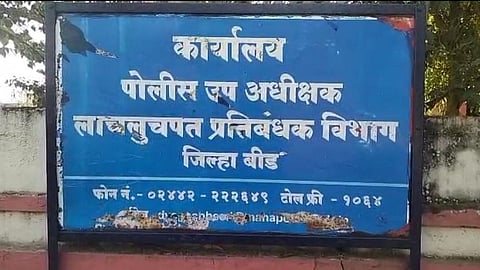 कार्यालय
पोलीस उप अधीक्षक
लाचलुचपत प्रतिबंधक विभाग
जिल्हा बीड
फोन नं.- ०२४४२ - २२२६४९ टोल फ्री - १०६४